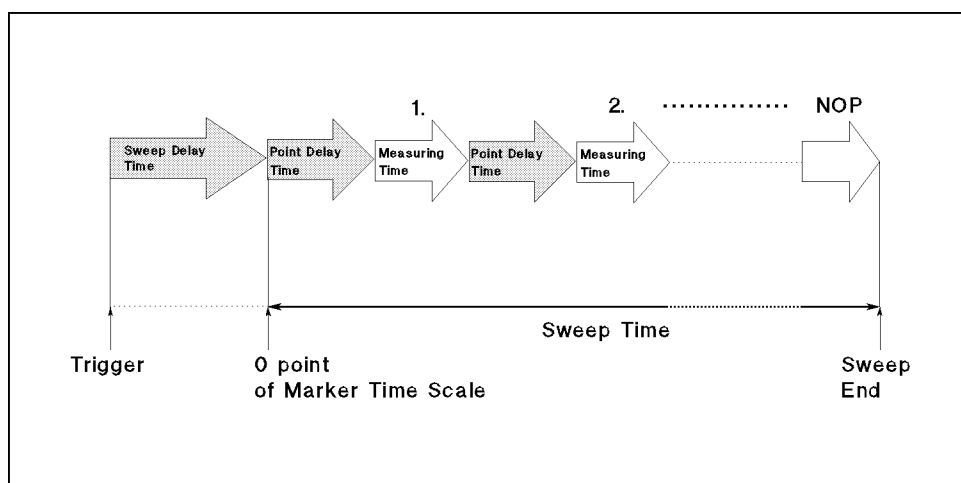 1.
2.
NOP
Sweep Delay
Time
Point Delay
Time
Measuring
Time
Point Delay
Time
Measuring
Time
Sweep Time
Trigger
0 point
of Marker Time Scale
Sweep
End